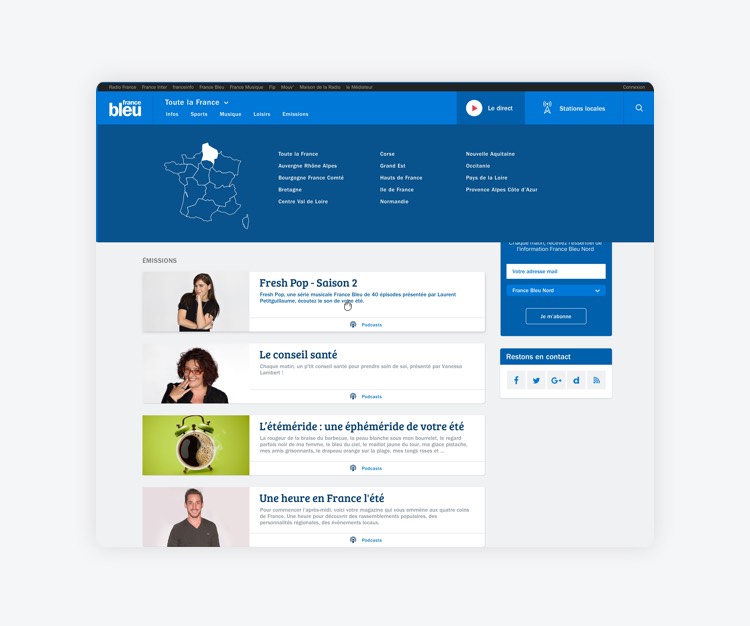 Radio France France Inter franceinfo France Bleu France Musique Fip Mouv' Maison de la Radio le Médiateur Connexion
france
bleu
Toute la France
Infos Sports Musique Loisirs Emissions
Le direct
Stations locales
Toute la France Corse Nouvelle Aquitaine
Auvergne Rhône Alpes Grand Est Occitanie
Bourgogne France Comté Hauts de France Pays de la Loire
Bretagne Ile de France Provence Alpes Côte d'Azur
Centre Val de Loire Normandie
ÉMISSIONS
Fresh Pop - Saison 2
Fresh Pop, une série musicale France Bleu de 40 épisodes présentée par Laurent
Petitguillaume, écoutez le son de votre été.
Podcasts
Le conseil santé
Chaque matin, un p'tit conseil santé pour prendre soin de soi, présenté par Vanessa
Lambert !
Podcasts
L'étéméride : une éphéméride de votre été
La rougeur de la braise du barbecue, la peau blanche sous mon bourrelet, le regard
parfois noir de ma femme, le bleu du ciel, le maillot jaune du tour, ma glace pistache,
mes amis grisonnants, le drapeau orange sur la plage, mes tongs roses et ...
Podcasts
Une heure en France l'été
Pour commencer l'après-midi, voici votre magazine qui vous emmène aux quatre coins
de France. Une heure pour découvrir des rassemblements populaires, des
personnalités régionales, des évènements locaux.
Podcasts
Chaque matin, recevez l'essentiel de
l'information France Bleu Nord
Votre adresse mail
France Bleu Nord
Je m'abonne
Restons en contact